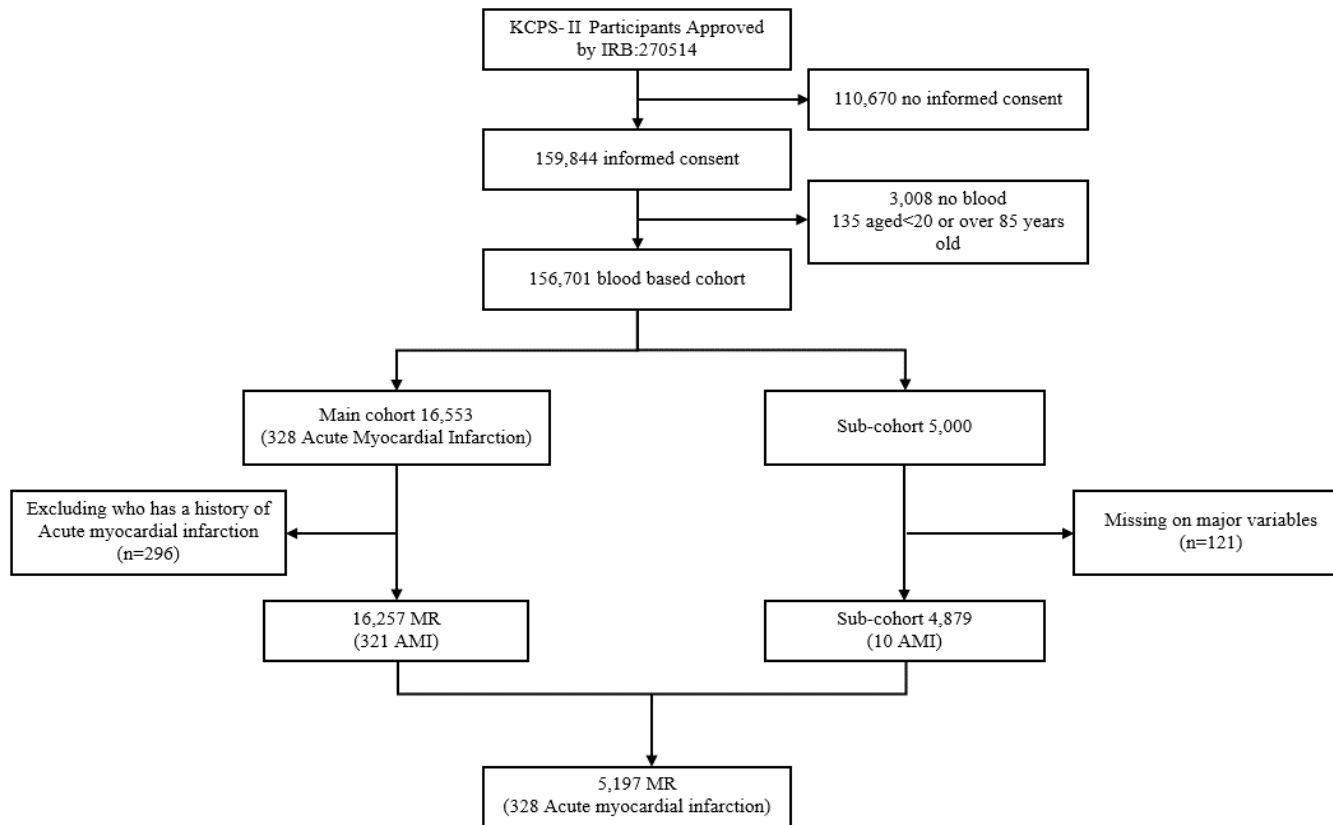 KCPS-II Participants Approved
by IRB:270514
110,670 no informed consent
159,844 informed consent
3,008 no blood
135 aged<20 or over 85 years
old
156,701 blood based cohort
Main cohort 16,553
(328 Acute Myocardial Infarction)
Sub-cohort 5,000
Excluding who has a history of
Acute myocardial infarction
(n=296)
Missing on major variables
(n=121)
16,257 MR
(321 AMI)
Sub-cohort 4,879
(10 AMI)
5,197 MR
(328 Acute myocardial infarction)